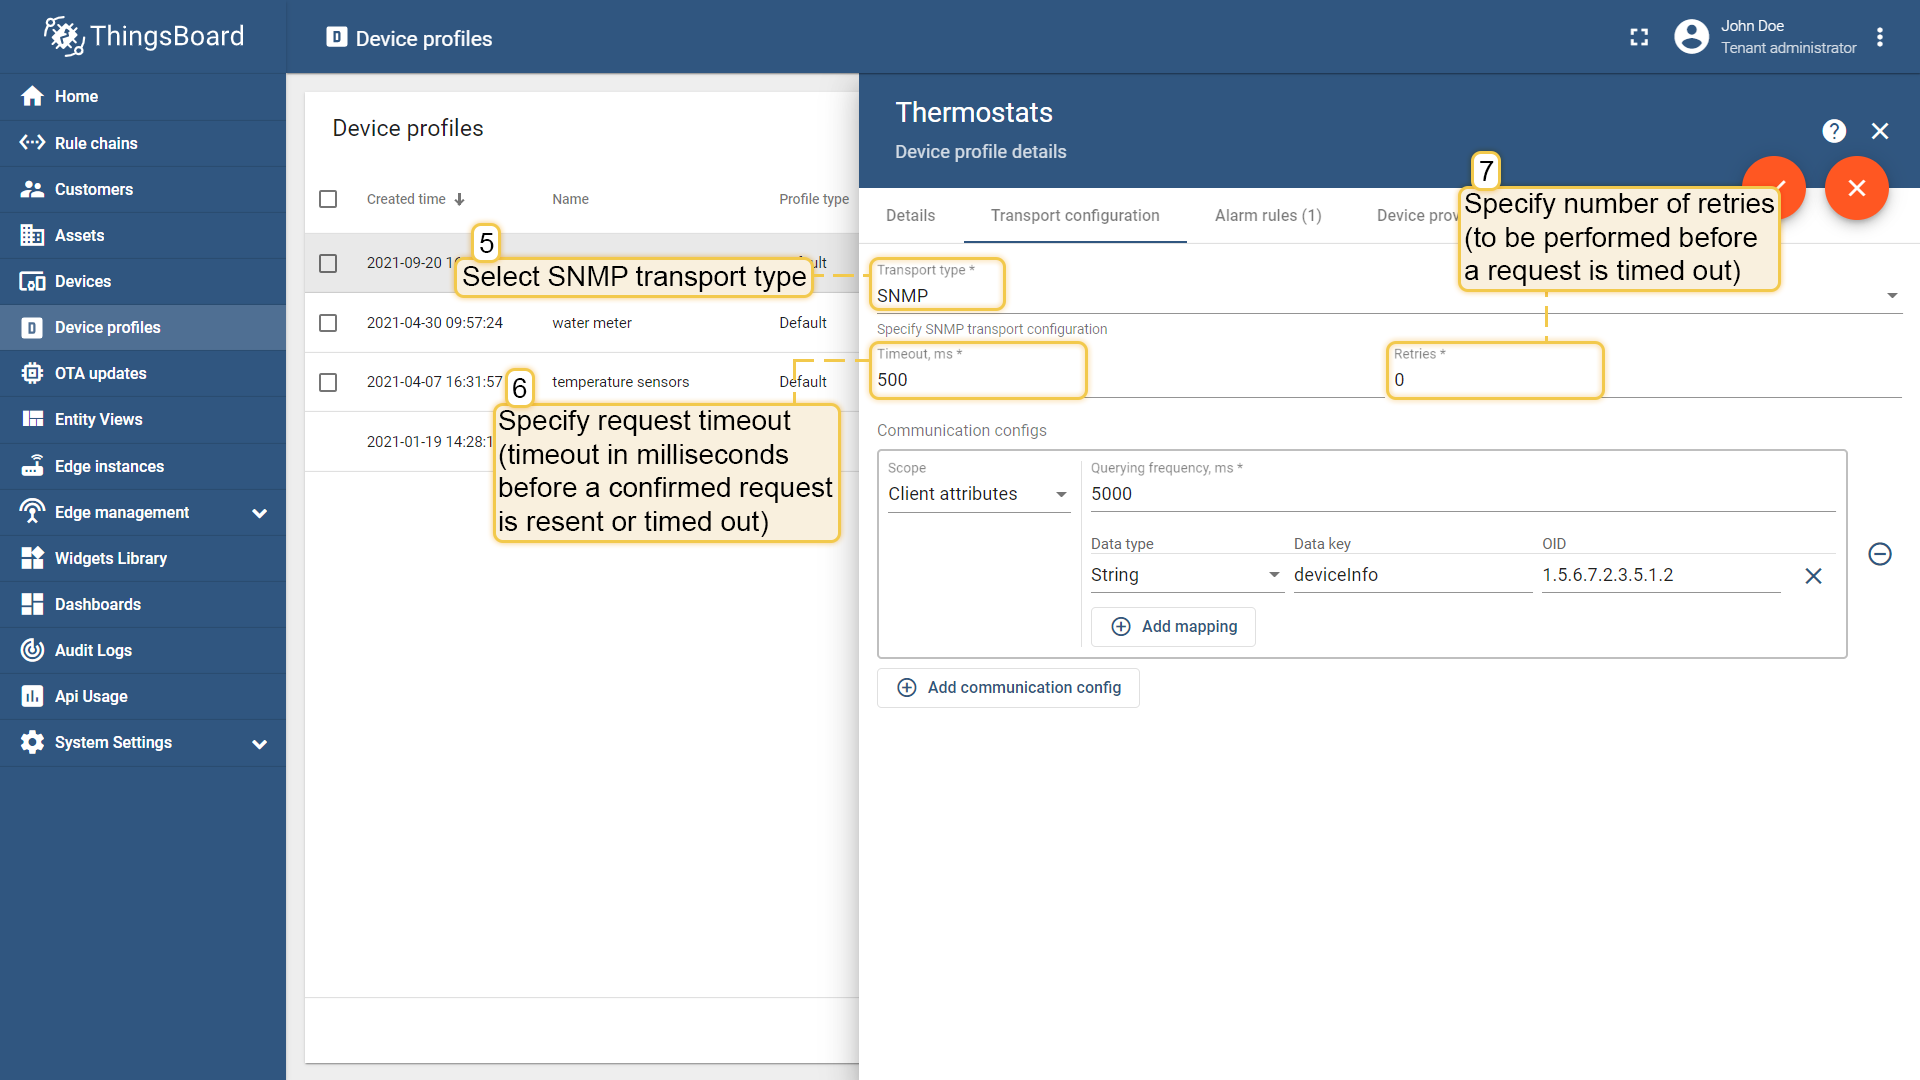 ThingsBoard
Device profiles
John Doe
Tenant administrator
Home
Rule chains
Customers
Assets
Devices
Device profiles
OTA updates
Entity Views
Edge instances
Edge management
Widgets Library
Dashboards
Audit Logs
Api Usage
System Settings
Device profiles
Created time
Name
Profile type
2021-09-20
2021-04-30 09:57:24
water meter
Default
2021-04-07 16:31:57
temperature sensors
Default
2021-01-19 14:28:1
5
Select SNMP transport type
6
Specify request timeout
(timeout in milliseconds
before a confirmed request
is resent or timed out)
Thermostats
Device profile details
?
7
Specify number of retries
(to be performed before
a request is timed out)
Details
Transport configuration
Alarm rules (1)
Device
Transport type *
SNMP
Specify SNMP transport configuration
Timeout, ms *
500
Retries *
0
Communication configs
Scope
Client attributes
Querying frequency, ms *
5000
Data type
Data key
OID
String
deviceInfo
1.5.6.7.2.3.5.1.2
Add mapping
Add communication config